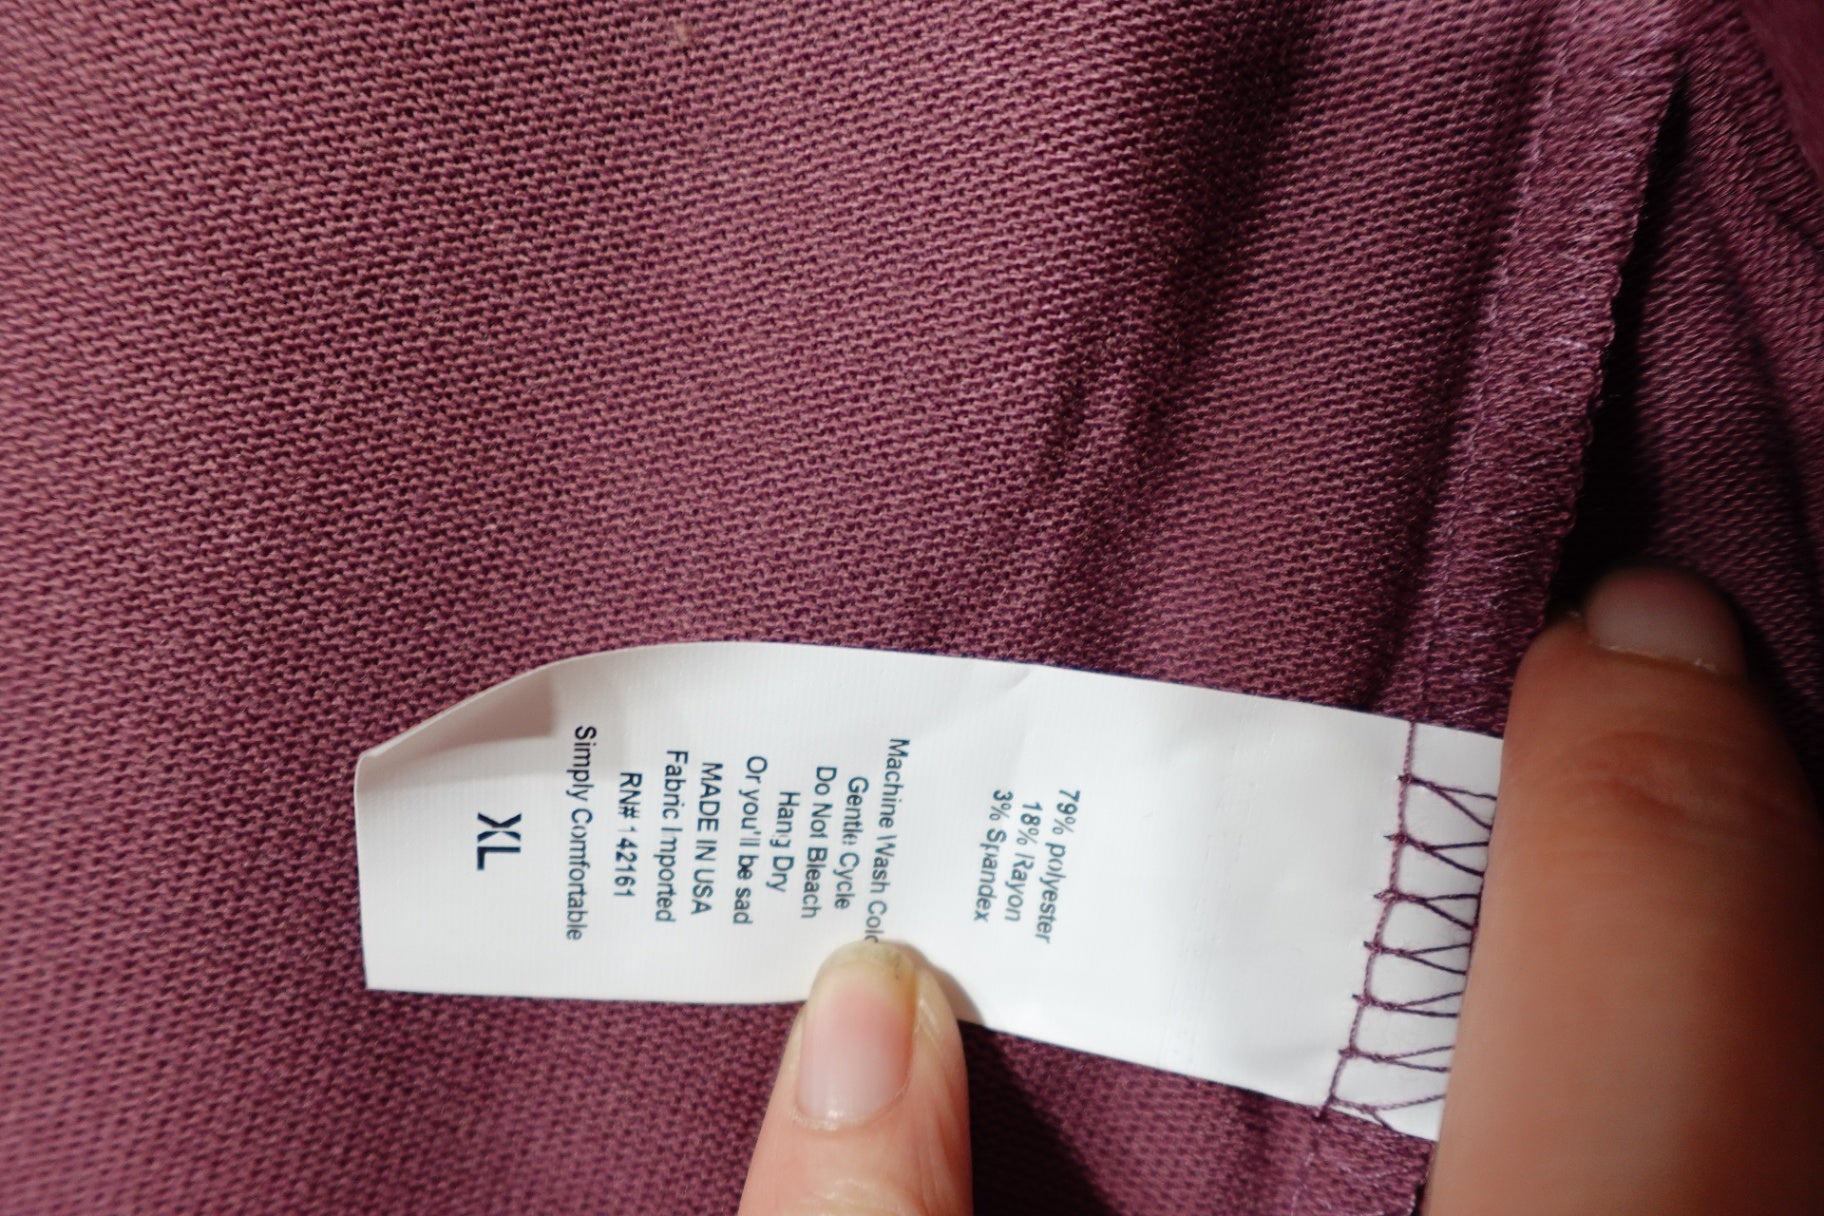 79% polyester
18% Rayon
3% Spandex
Machine Wash Cold
Gentle Cycle
Do Not Bleach
Hang Dry
Or you'll be sad
MADE IN USA
Fabric Imported
RN# 142161
Simply Comfortable
XL